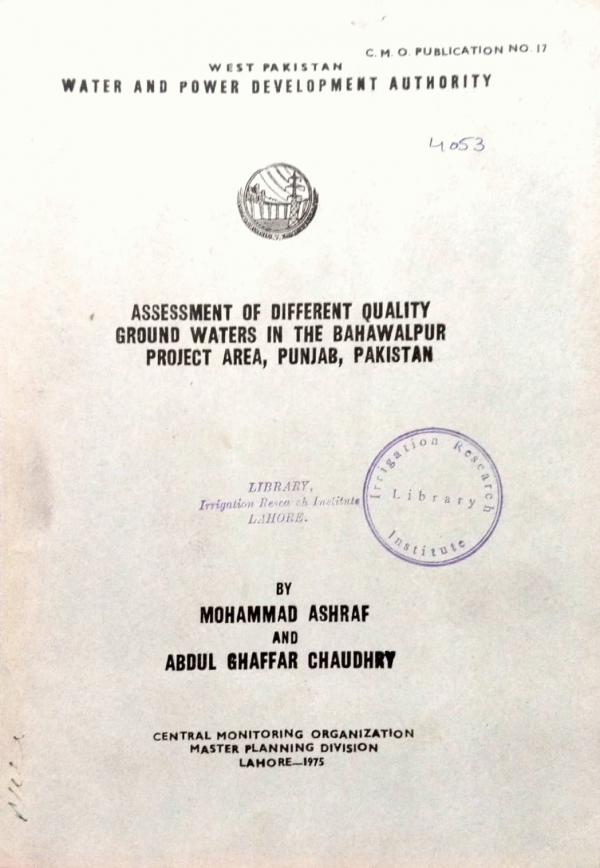 C. M. O. PUBLICATION NO. 17
WEST PAKISTAN
WATER AND POWER DEVELOPMENT AUTHORITY
4053
ASSESSMENT OF DIFFERENT QUALITY
GROUND WATERS IN THE BAHAWALPUR
PROJECT AREA, PUNJAB, PAKISTAN
LIBRARY,
Irrigation Resea ch Institute
LAHORE.
Irrigation Research
Library
Institute
BY
MOHAMMAD ASHRAF
AND
ABDUL GHAFFAR CHAUDHRY
CENTRAL MONITORING ORGANIZATION
MASTER PLANNING DIVISION
LAHORE—1975